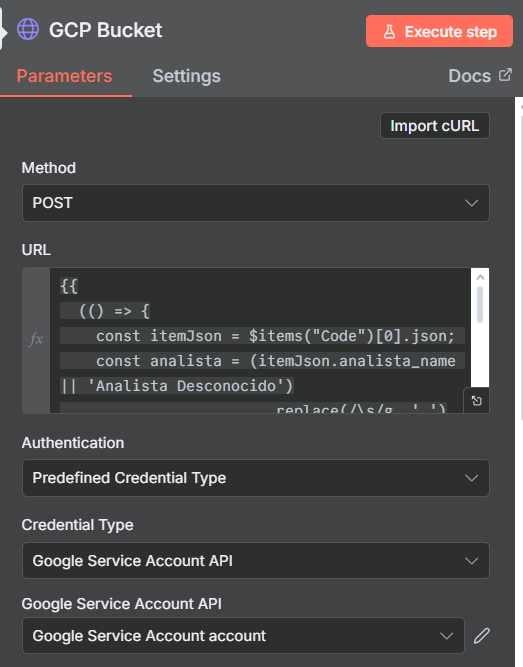 GCP Bucket
Execute step
Parameters
Settings
Docs
Import cURL
Method
POST
URL
fx
{{
(() => {
const itemJson = $items("Code")[0].json;
const analista = (itemJson.analista_name
|| 'Analista Desconocido')
replace(/\s/g, '_')
Authentication
Predefined Credential Type
Credential Type
Google Service Account API
Google Service Account API
Google Service Account account